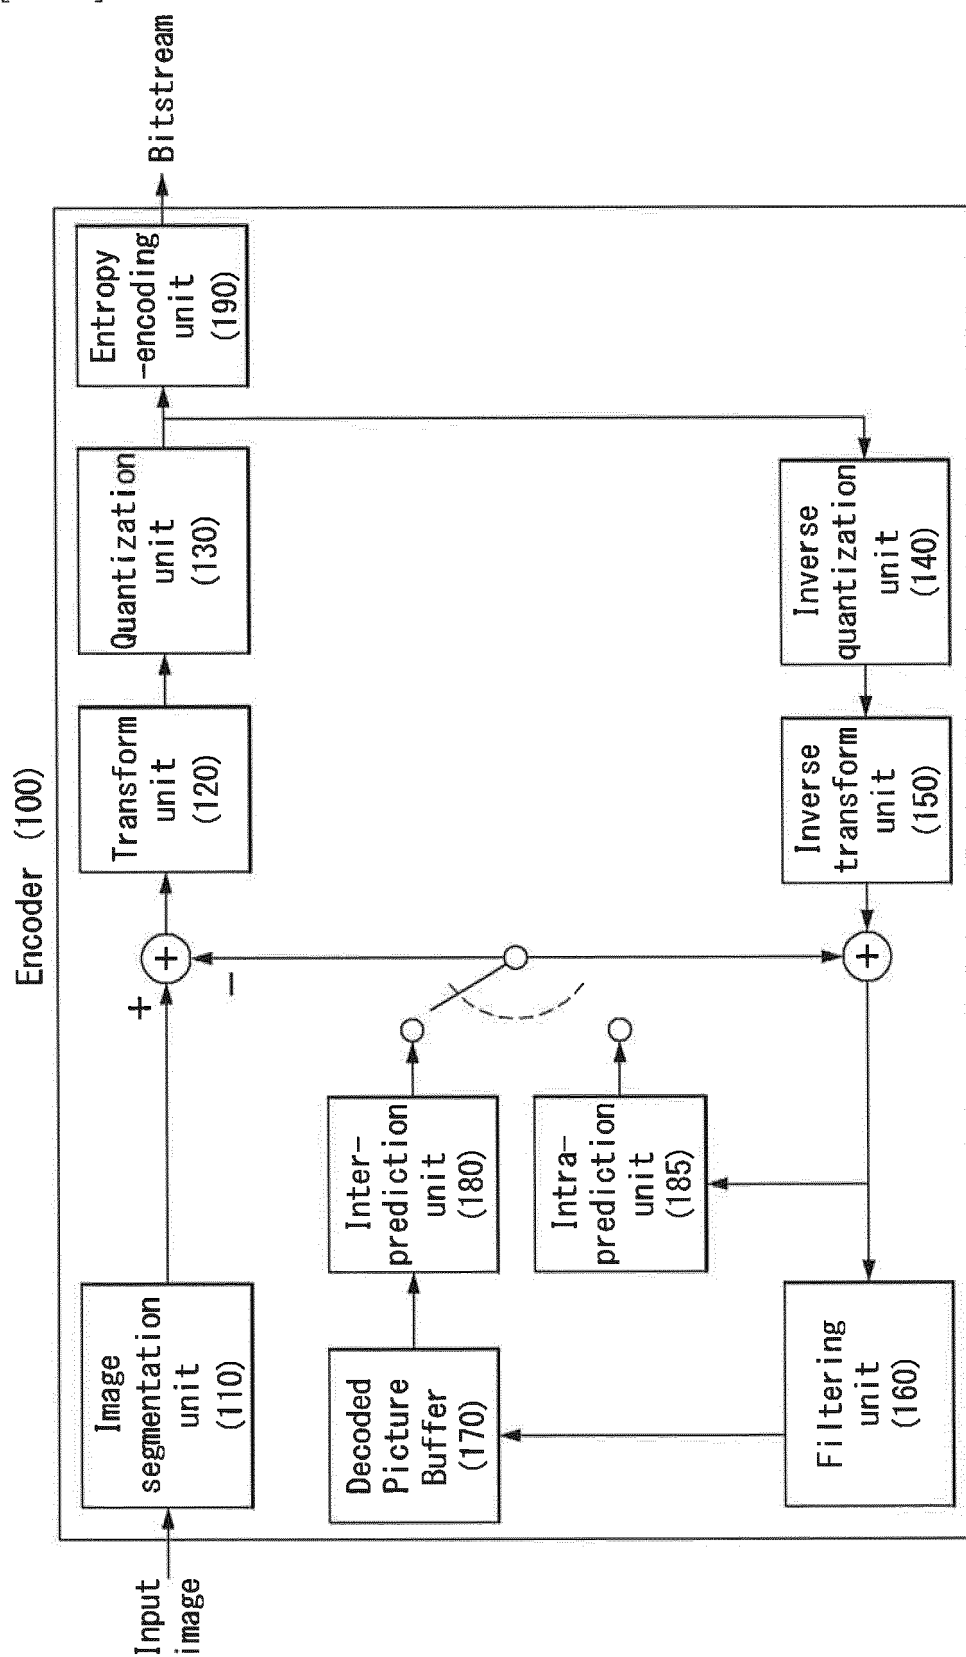 Encoder (100)
Input
image
Image
segmentation
unit
(110)
+
-
+
Transform
unit
(120)
Quantization
unit
(130)
Entropy
-encoding
unit
(190)
Bitstream
Decoded
Picture
Buffer
(170)
Inter-
prediction
unit
(180)
Intra-
prediction
unit
(185)
Filtering
unit
(160)
+
Inverse
transform
unit
(150)
Inverse
quantization
unit
(140)